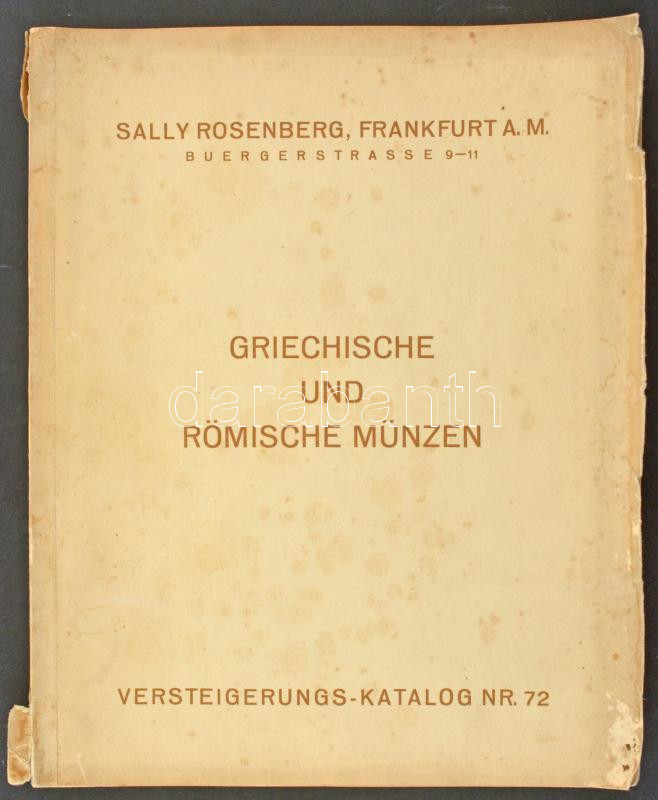 SALLY ROSENBERG, FRANKFURT A. M.
BUERGERSTRASSE 9—11
GRIECHISCHE
UND
darabanth
RÖMISCHE MÜNZEN
VERSTEIGERUNGS-KATALOG NR. 72